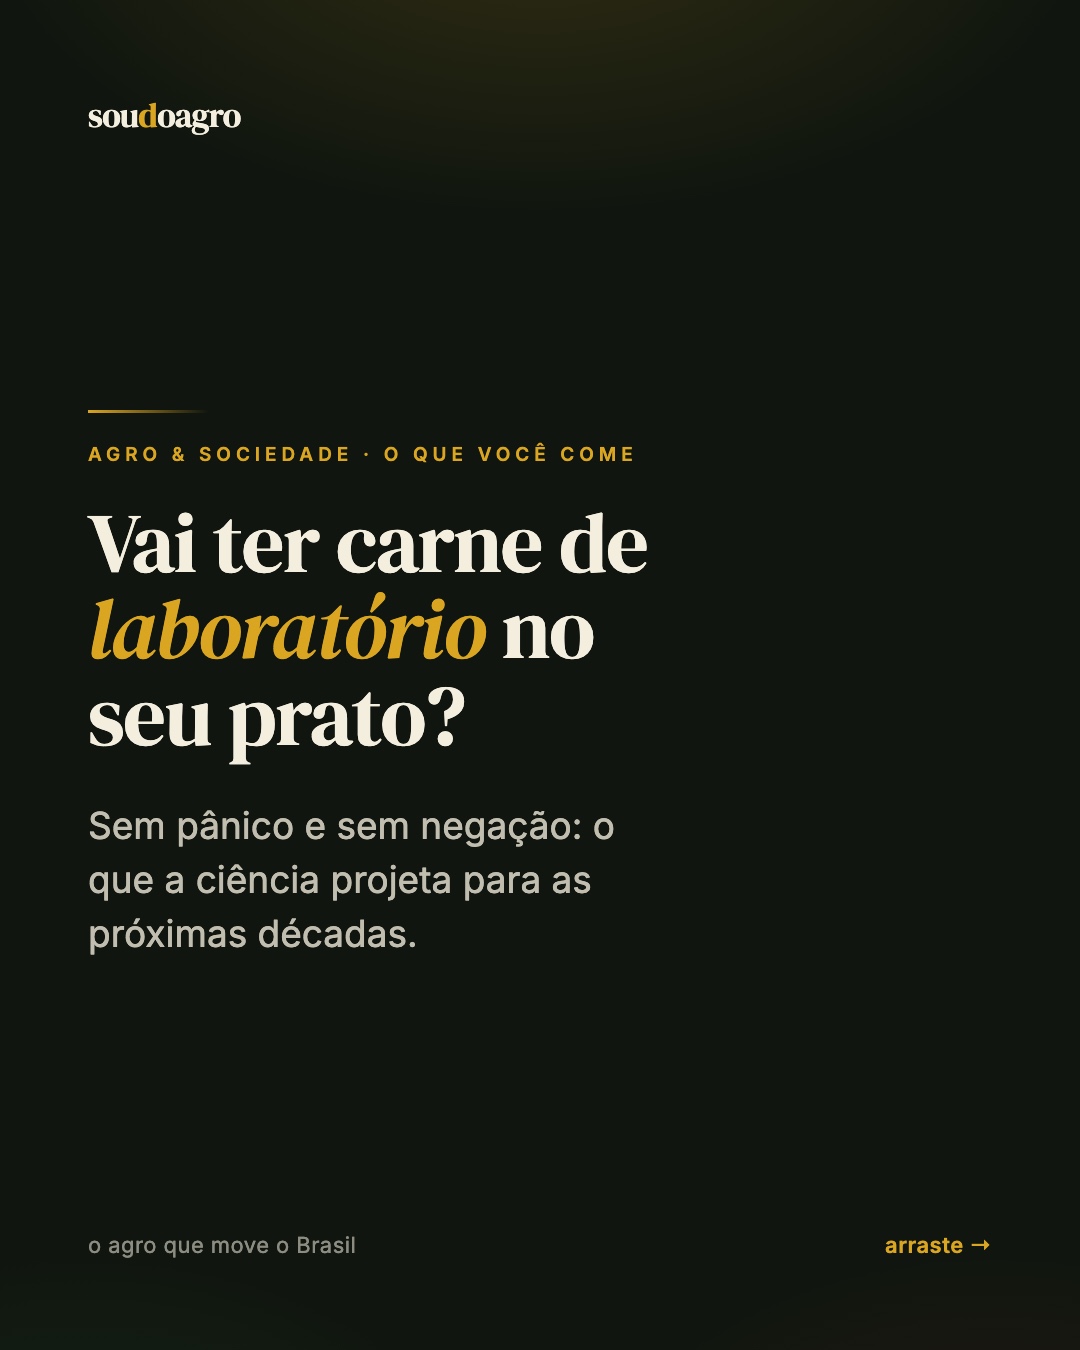 soudoagro
AGRO & SOCIEDADE · O QUE VOCÊ COME
Vai ter carne de
laboratório no
seu prato?
Sem pânico e sem negação: o
que a ciência projeta para as
próximas décadas.
o agro que move o Brasil
arraste →